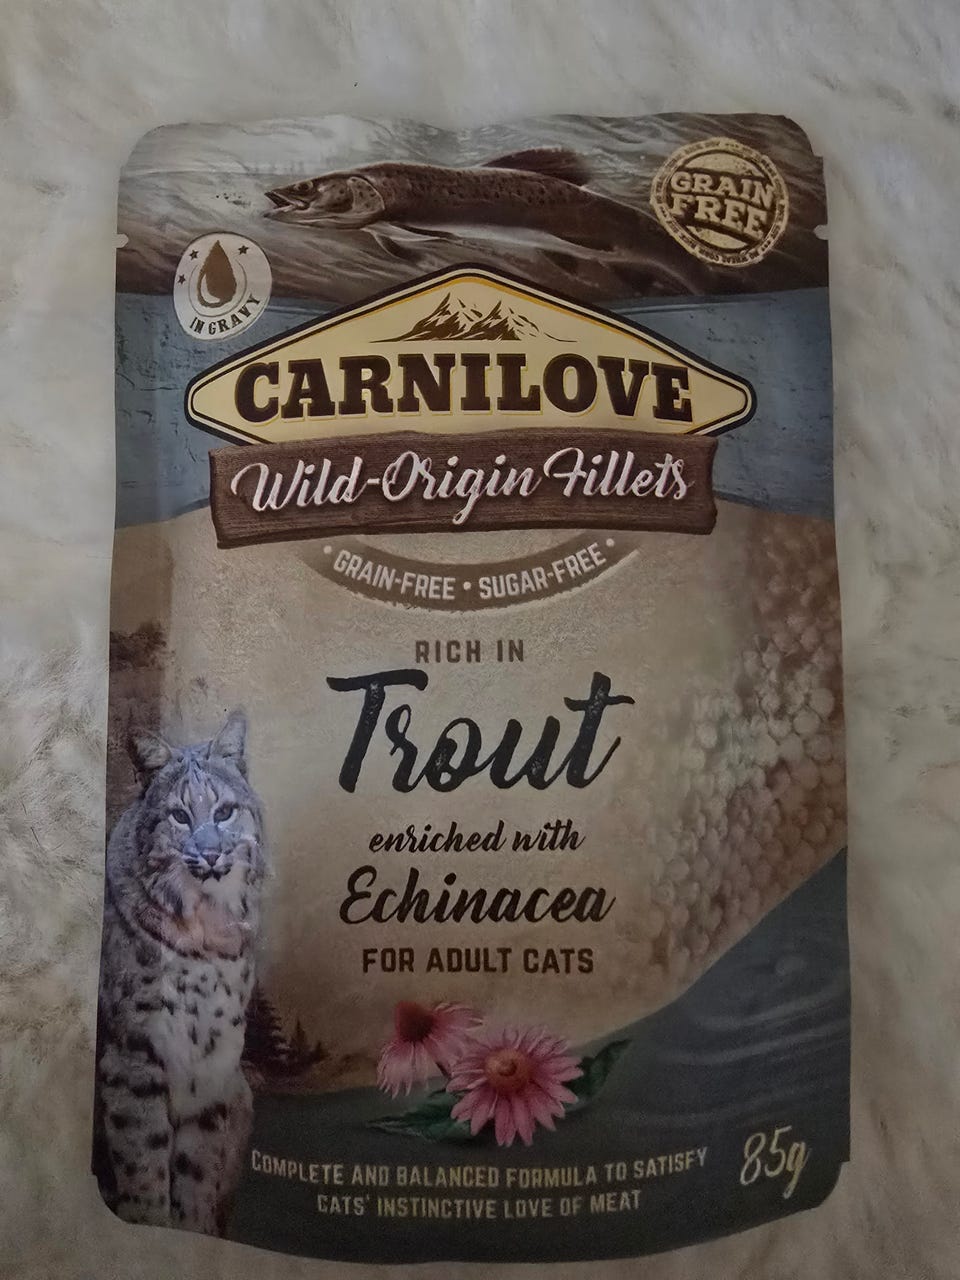 GRAIN
FREE
IN GRAVY
CARNILOVE
Wild-Origin Fillets
• GRAIN-FREE • SUGAR-FREE •
RICH IN
Trout
enriched with
Echinacea
FOR ADULT CATS
COMPLETE AND BALANCED FORMULA TO SATISFY
CATS' INSTINCTIVE LOVE OF MEAT
85g